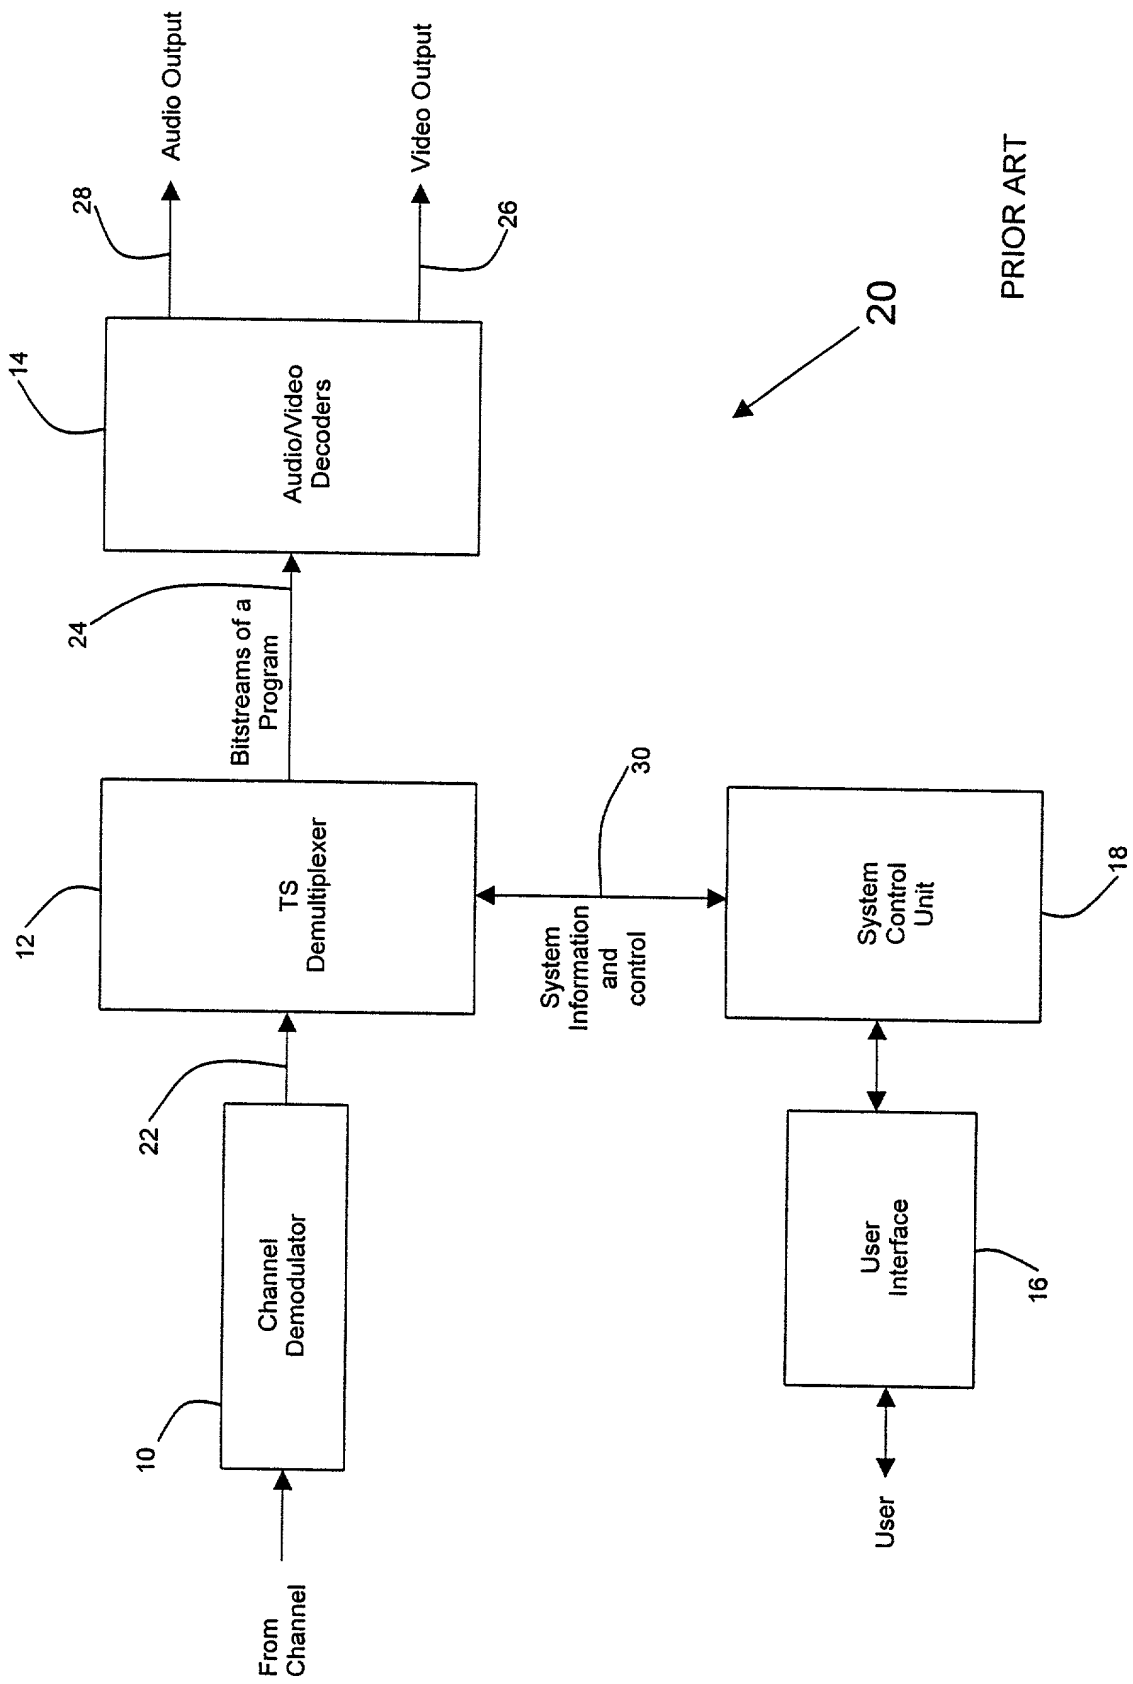 From
Channel
10
Channel
Demodulator
22
12
TS
Demultiplexer
24
Bitstreams of a
Program
14
Audio/Video
Decoders
28
Audio Output
26
Video Output
30
System
Information
and
control
User
User
Interface
16
System
Control
Unit
18
20
PRIOR ART